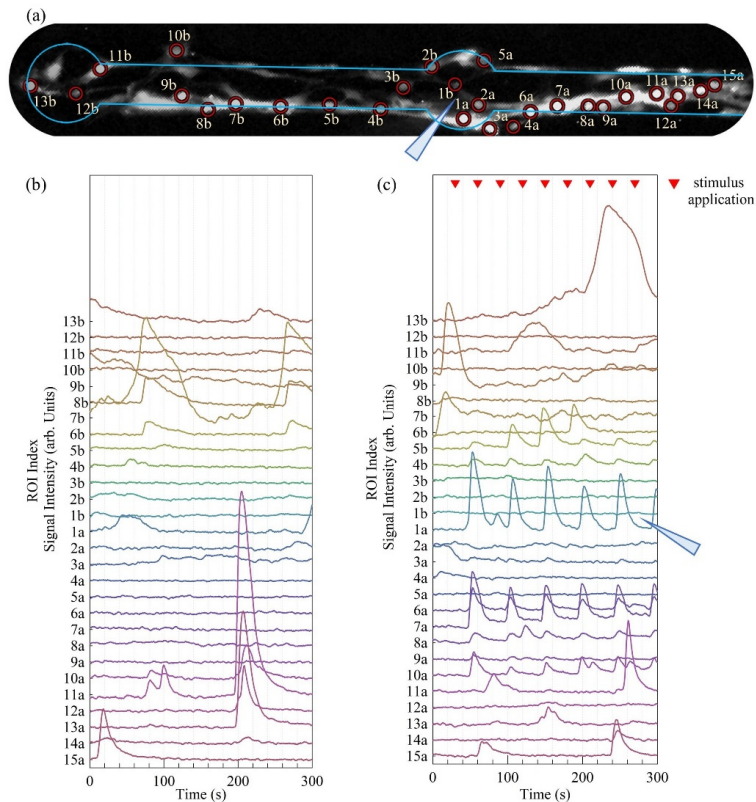 (a)
10b
11b
2b
5a
3b
1b
9b
13b
12b
8b
7b
6b
5b
4b
1a
2a
3a
4a
6a
7a
8a
9a
10a
11a
13a
15a
14a
12a
(b)
(c)
stimulus
application
13b
12b
11b
10b
9b
8b
7b
6b
5b
4b
3b
2b
1b
1a
2a
3a
4a
5a
6a
7a
8a
9a
10a
11a
12a
13a
14a
15a
ROI Index
Signal Intensity (arb. Units)
0
100
200
300
Time (s)
13b
12b
11b
10b
9b
8b
7b
6b
5b
4b
3b
2b
1b
1a
2a
3a
4a
5a
6a
7a
8a
9a
10a
11a
12a
13a
14a
15a
ROI Index
Signal Intensity (arb. Units)
0
100
200
300
Time (s)